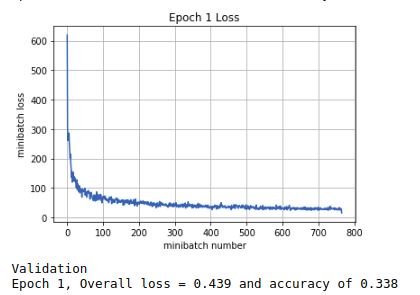 Epoch 1 Loss
600
500
400
300
200
100
0
minibatch loss
0 100 200 300 400 500 600 700 800
minibatch number
Validation
Epoch 1, Overall loss = 0.439 and accuracy of 0.338